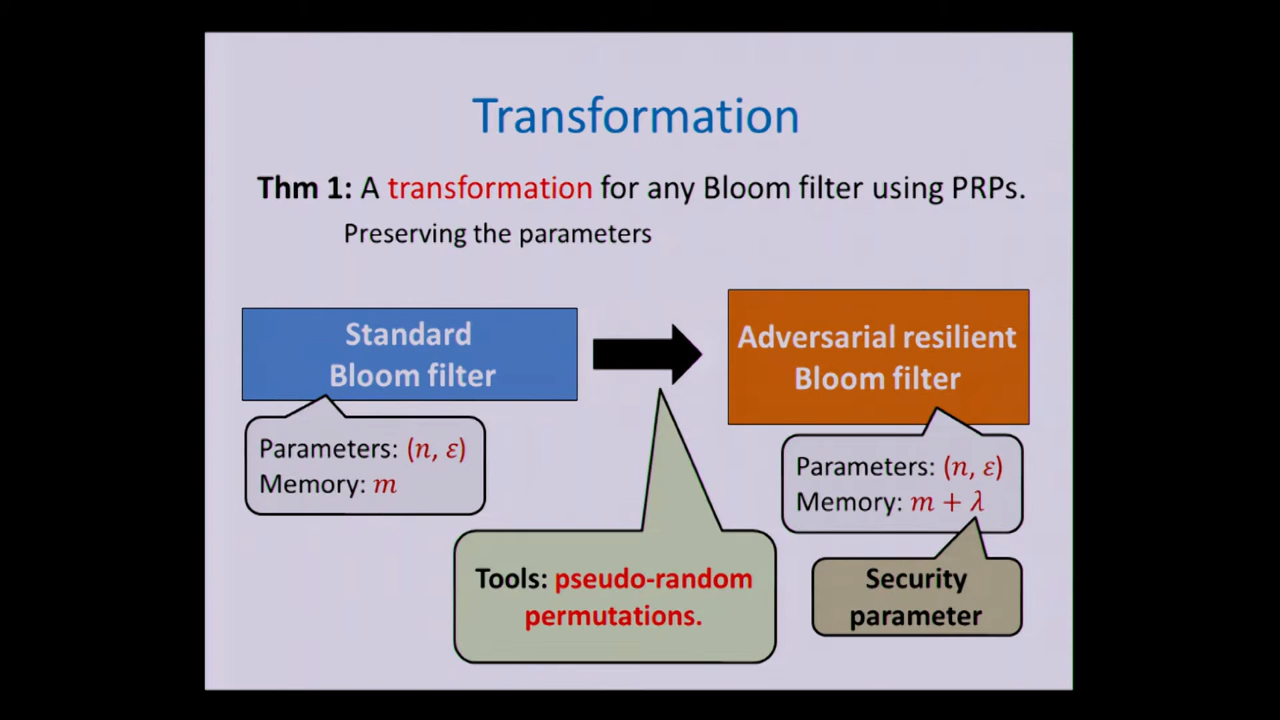 Transformation
Thm 1: A transformation for any Bloom filter using PRPs.
Preserving the parameters
Standard
Bloom filter
Adversarial resilient
Bloom filter
Parameters: (n, ε)
Memory: m
Parameters: (n, ε)
Memory: m + λ
Tools: pseudo-random
permutations.
Security
parameter